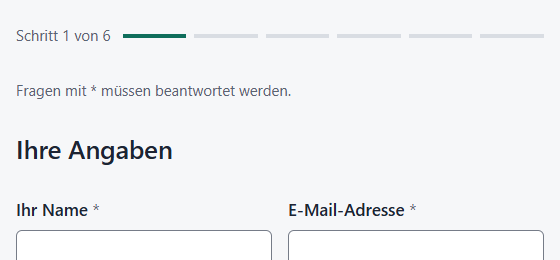 Schritt 1 von 6
Fragen mit * müssen beantwortet werden.
Ihre Angaben
Ihr Name *
E-Mail-Adresse *